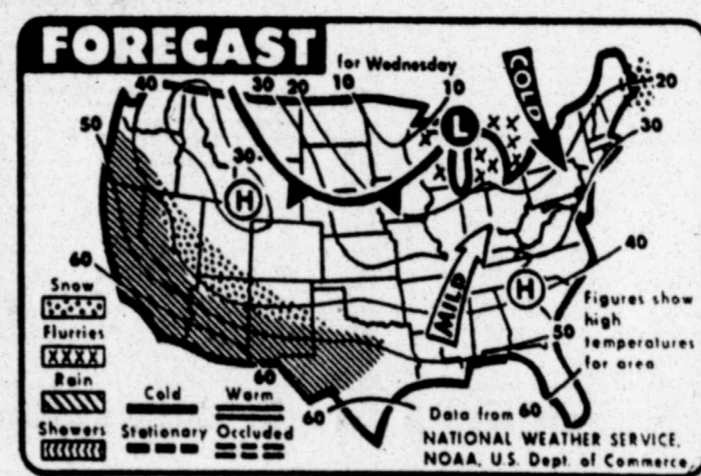 FORECAST
for Wednesday
40 30 20 10 10
COLD
20
50
L
30
30
H
60
40
H
MILD
Snow
Flurries
XXXX
Rain
Showers
Figures show
high
temperatures
for area
50
60
60
60
Cold Warm
Stationary Occluded
Data from
NATIONAL WEATHER SERVICE,
NOAA, U.S. Dept. of Commerce